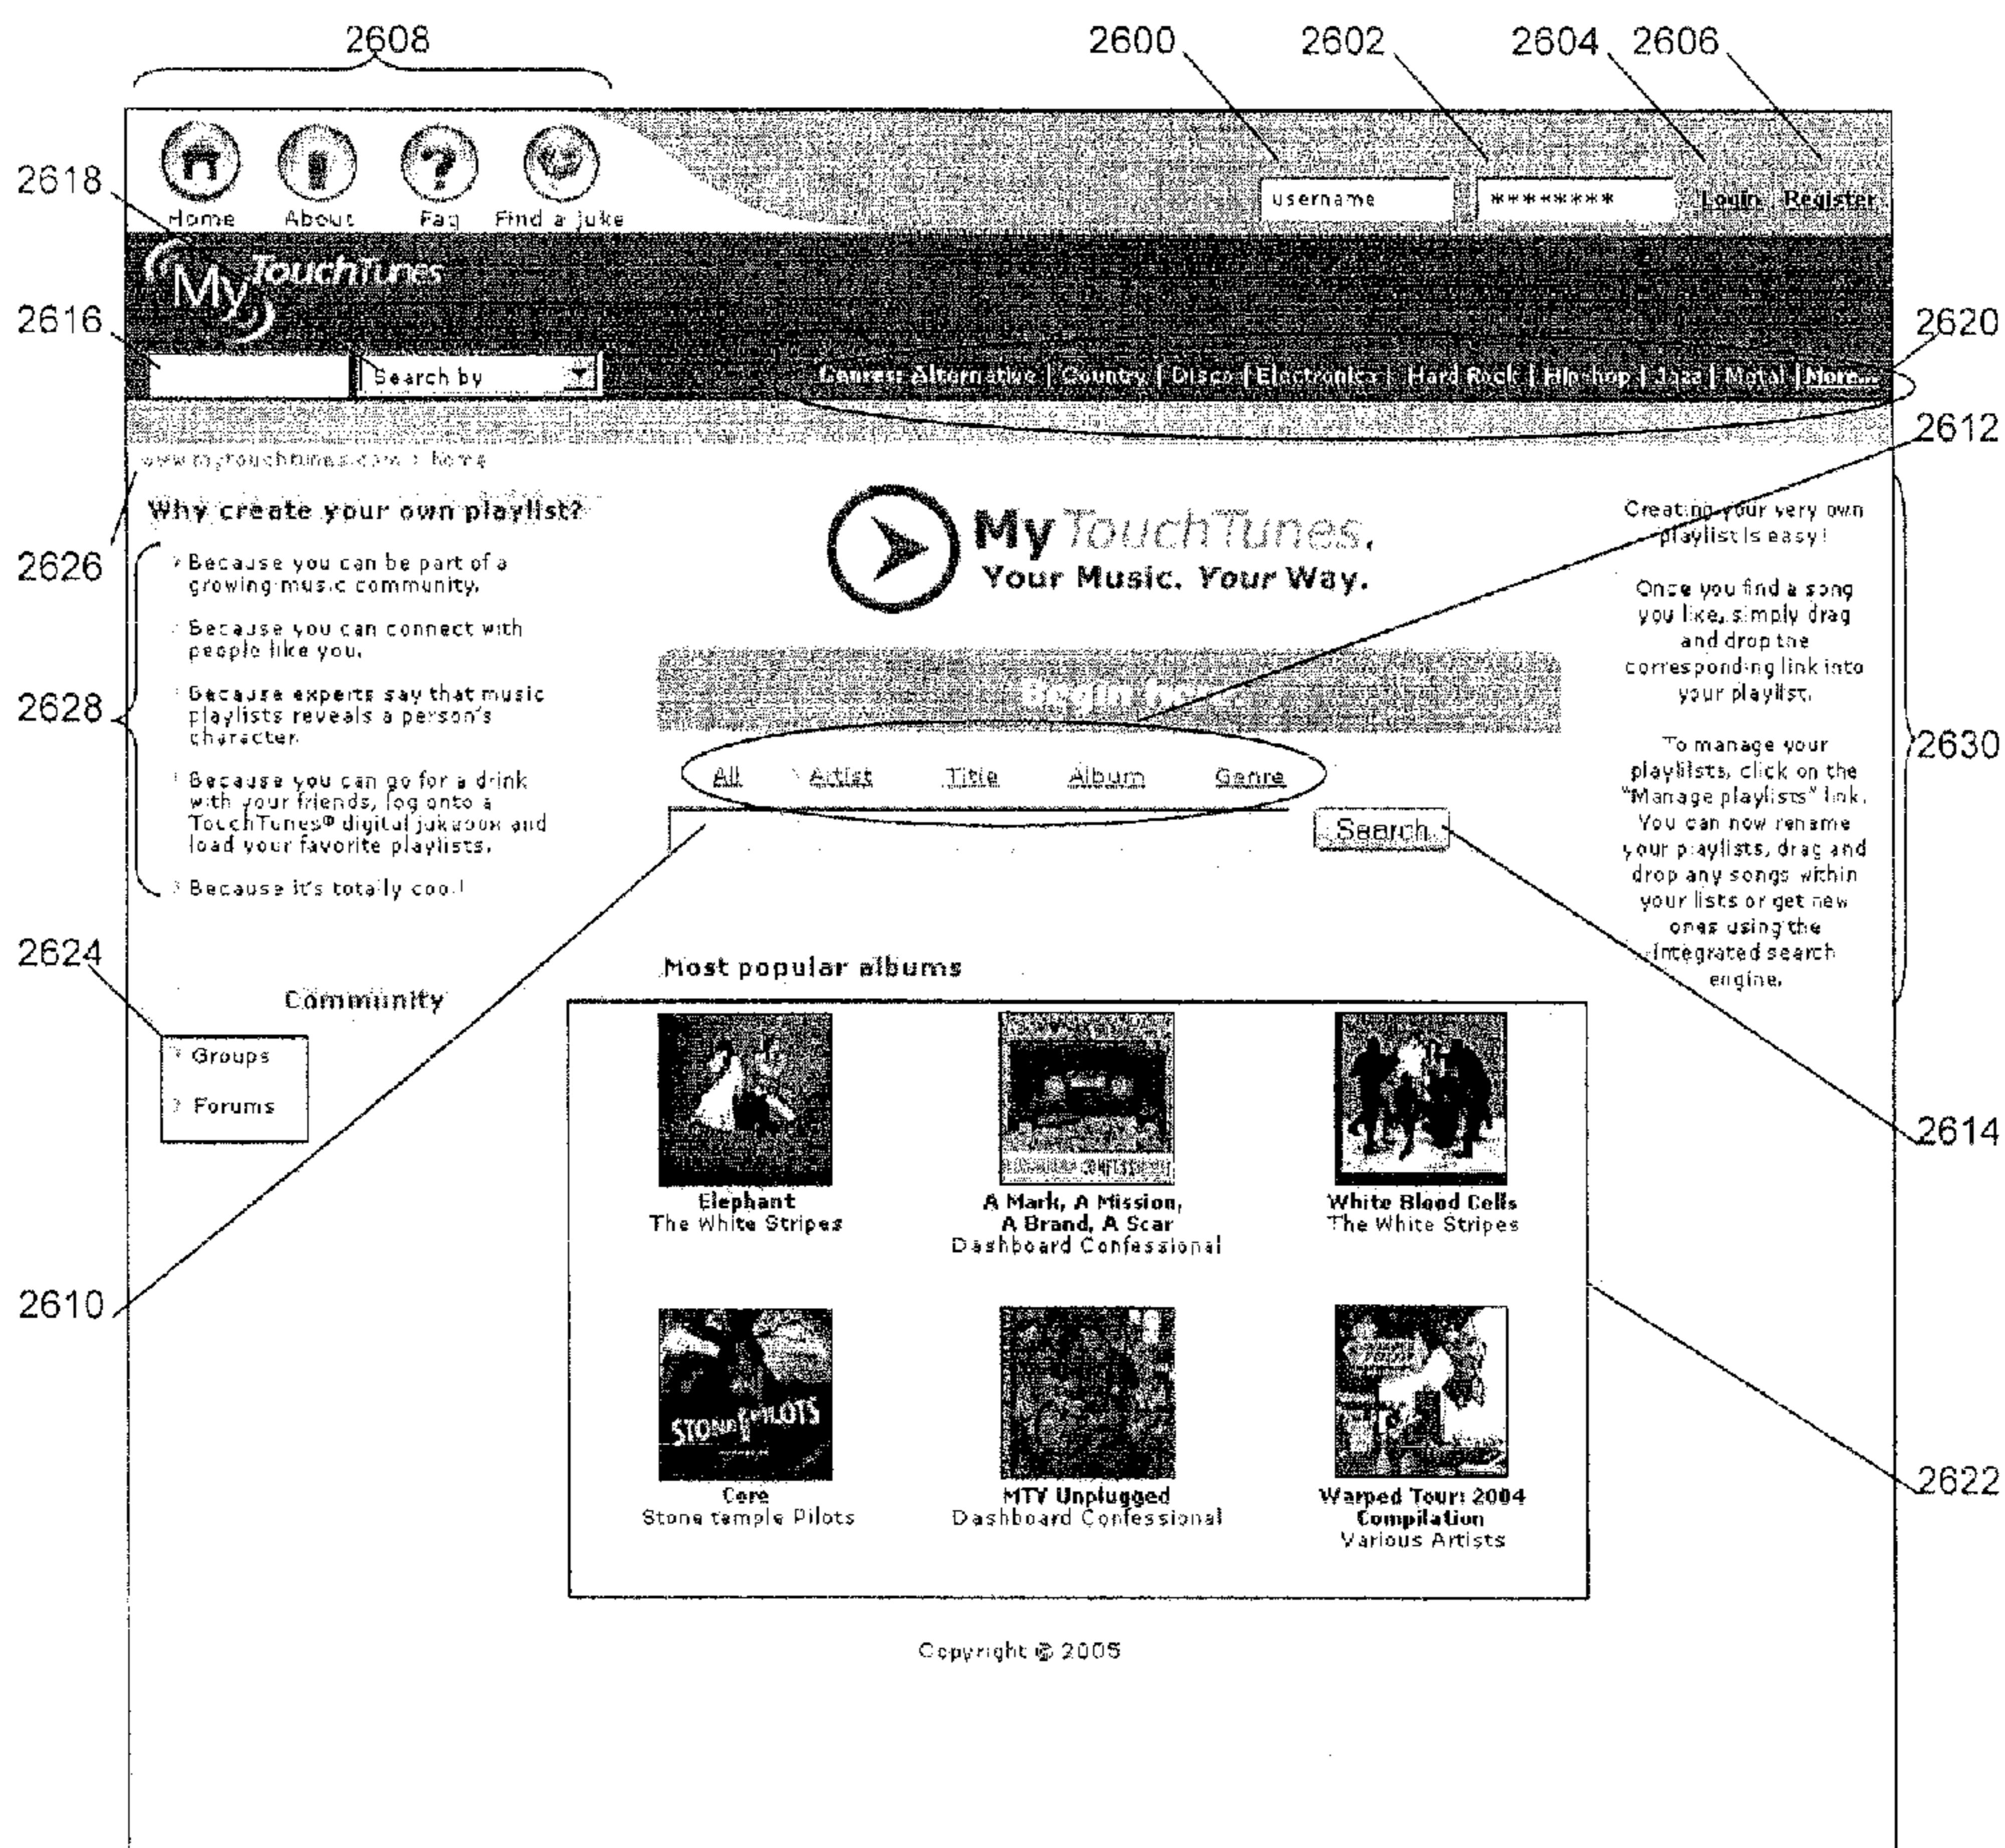 2608
2600
2602
2604
2606
2618
Home
About
Faq
Find a juke
username
********
Login
Register
My TouchTunes
2616
2620
Search by
Genres: Alternative | Country | Disco | Electronica | Hard Rock | Hip-hop | Jazz | Metal | More...
2612
www.mytouchtunes.com > home
Why create your own playlist?
2626
> Because you can be part of a
growing music community.
> Because you can connect with
people like you.
2628
> Because experts say that music
playlists reveals a person's
character.
> Because you can go for a drink
with your friends, log onto a
TouchTunes® digital jukebox and
load your favorite playlists.
> Because it's totally cool!
MyTouchTunes.
Your Music. Your Way.
Begin
All
> Artist
Title
Album
Genre
Search
Creating your very own
playlist is easy!
Once you find a song
you like, simply drag
and drop the
corresponding link into
your playlist.
2630
To manage your
playlists, click on the
"Manage playlists" link.
You can now rename
your playlists, drag and
drop any songs within
your lists or get new
ones using the
integrated search
engine.
2624
Community
> Groups
> Forums
Most popular albums
2614
Elephant
The White Stripes
A Mark, A Mission,
A Brand, A Scar
Dashboard Confessional
White Blood Cells
The White Stripes
2610
STONE PILOTS
Core
Stone temple Pilots
MTV Unplugged
Dashboard Confessional
Warped Tour: 2004
Compilation
Various Artists
2622
Copyright © 2005